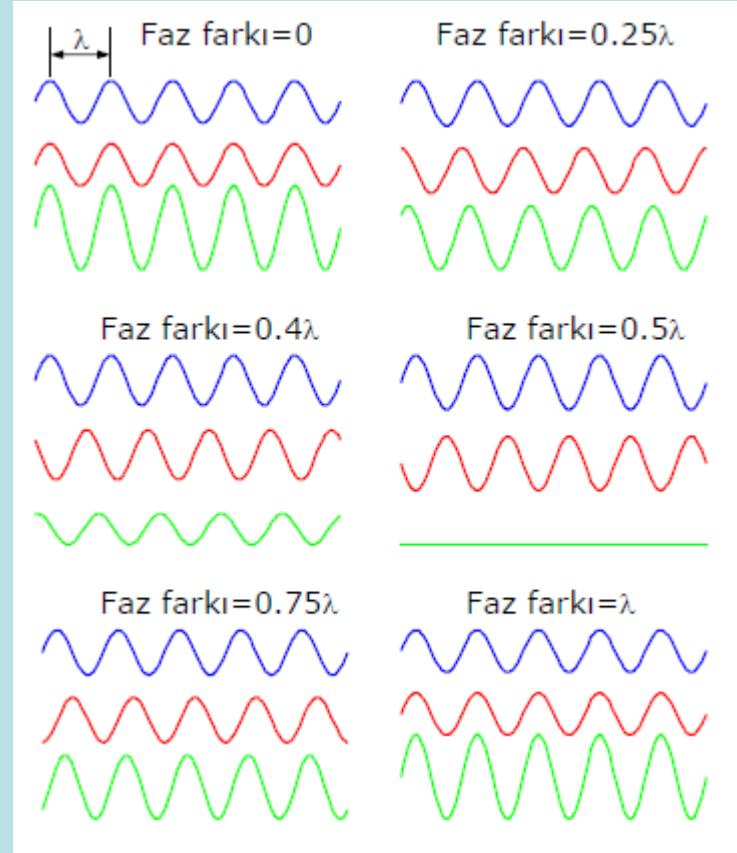 λ
Faz farkı=0
Faz farkı=0.25λ
Faz farkı=0.4λ
Faz farkı=0.5λ
Faz farkı=0.75λ
Faz farkı=λ